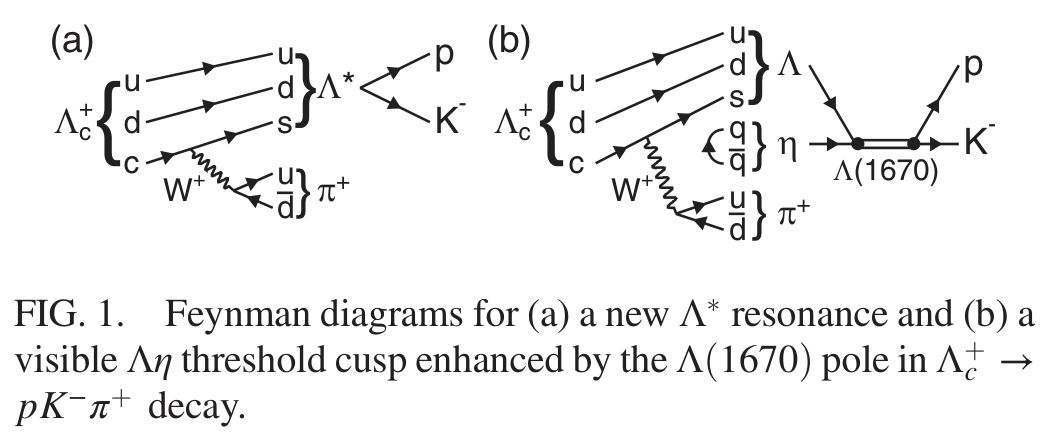 (a)
u
d
c
Λc+
W+
u
d
s
Λ*
p
K-
u
d̅
π+
(b)
u
d
c
Λc+
W+
u
d
s
Λ
q
q̅
η
u
d̅
π+
Λ(1670)
p
K-
FIG. 1. Feynman diagrams for (a) a new Λ* resonance and (b) a
visible Λη threshold cusp enhanced by the Λ(1670) pole in Λc+ →
pK−π+ decay.